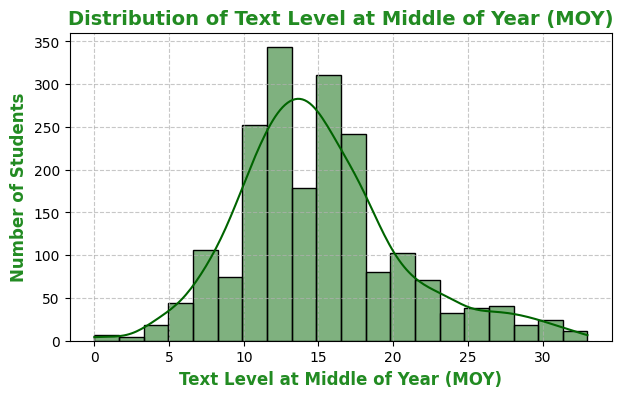 Distribution of Text Level at Middle of Year (MOY)
Number of Students
350
300
250
200
150
100
50
0
0 5 10 15 20 25 30
Text Level at Middle of Year (MOY)